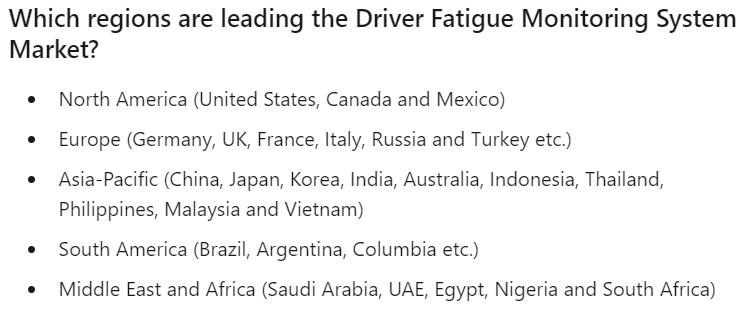 Which regions are leading the Driver Fatigue Monitoring System
Market?
• North America (United States, Canada and Mexico)
• Europe (Germany, UK, France, Italy, Russia and Turkey etc.)
• Asia-Pacific (China, Japan, Korea, India, Australia, Indonesia, Thailand,
Philippines, Malaysia and Vietnam)
• South America (Brazil, Argentina, Columbia etc.)
• Middle East and Africa (Saudi Arabia, UAE, Egypt, Nigeria and South Africa)